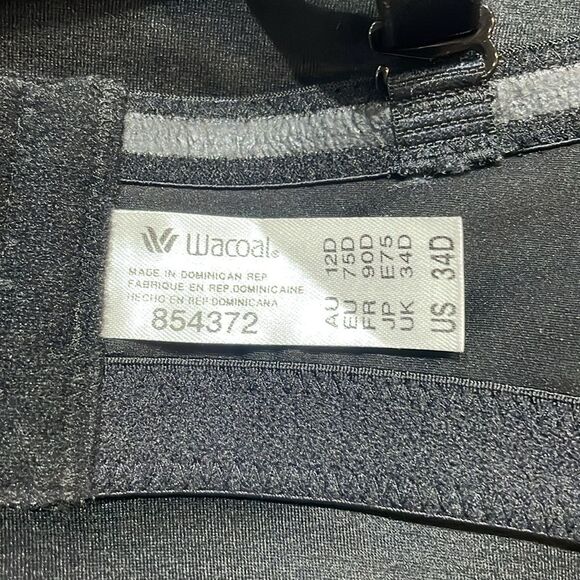 Wacoal®
MADE IN DOMINICAN REP
FABRIQUE EN REP.DOMINICAINE
HECHO EN REP.DOMINICANA
854372
AU 12D
EU 75D
FR 90D
JP E75
UK 34D
US 34D